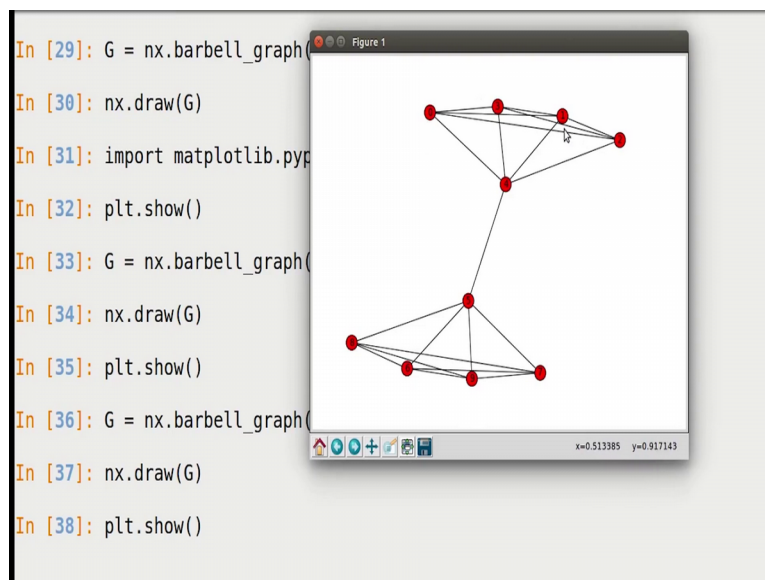 In [29]: G = nx.barbell_graph(
In [30]: nx.draw(G)
In [31]: import matplotlib.pyp
In [32]: plt.show()
In [33]: G = nx.barbell_graph(
In [34]: nx.draw(G)
In [35]: plt.show()
In [36]: G = nx.barbell_graph(
In [37]: nx.draw(G)
In [38]: plt.show()
Figure 1
x=0.513385 y=0.917143